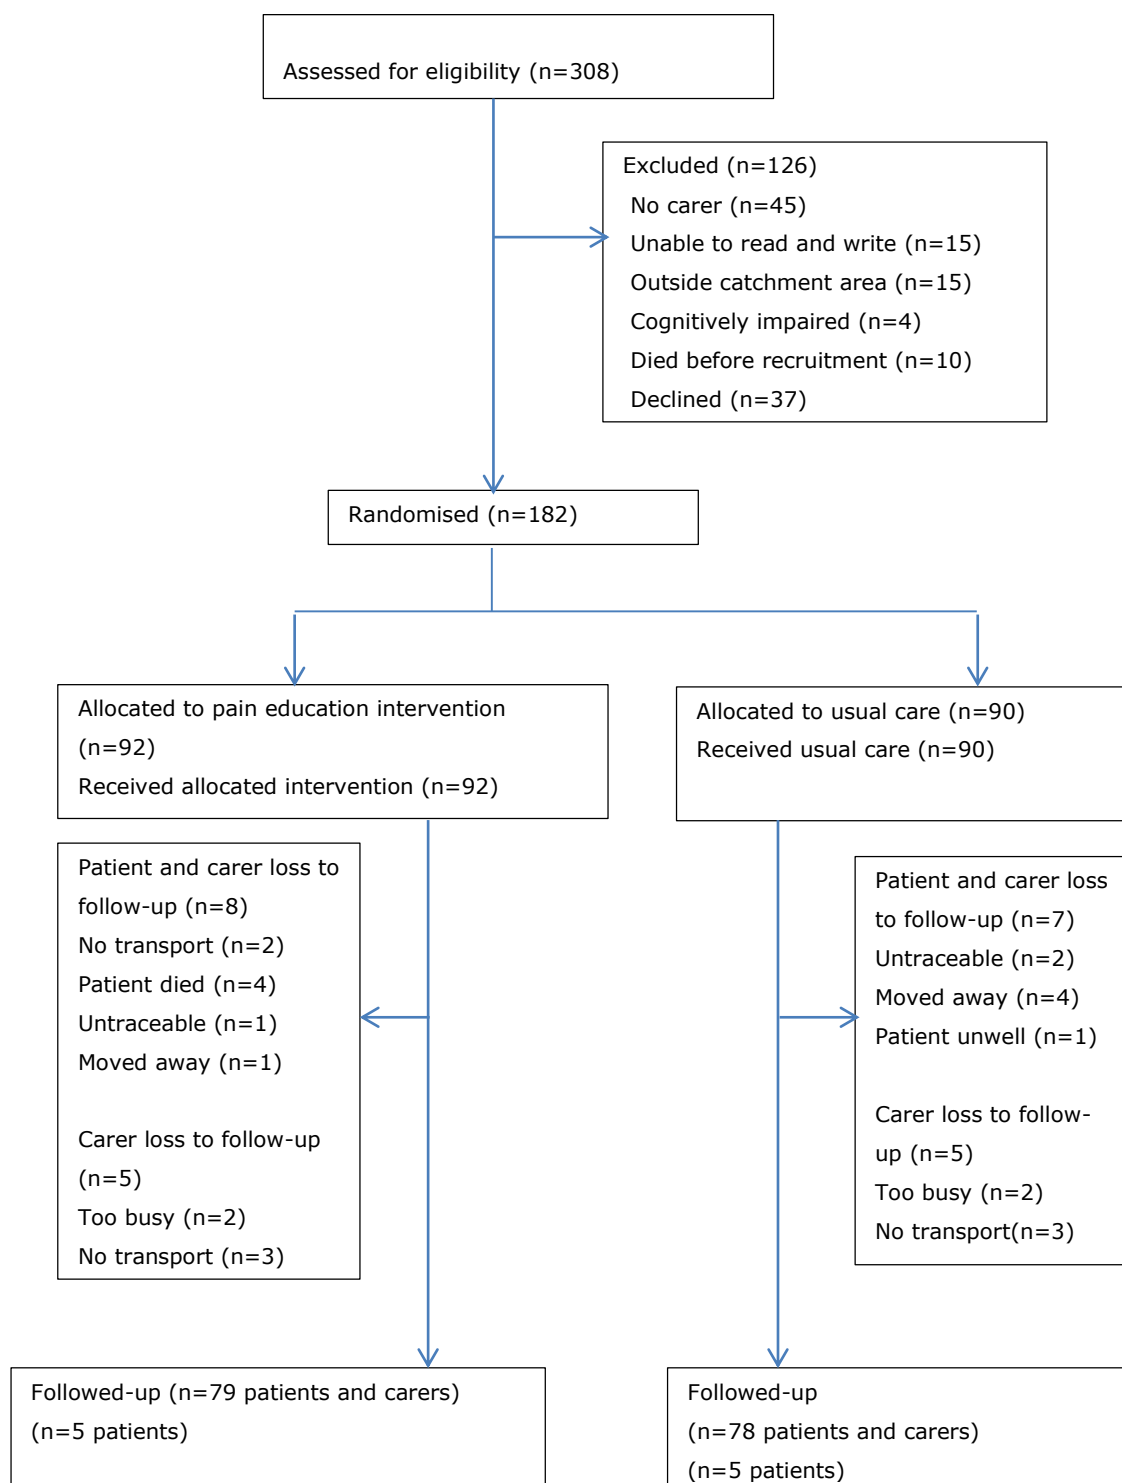 Assessed for eligibility (n=308)
Excluded (n=126)
No carer (n=45)
Unable to read and write (n=15)
Outside catchment area (n=15)
Cognitively impaired (n=4)
Died before recruitment (n=10)
Declined (n=37)
Randomised (n=182)
Allocated to pain education intervention
(n=92)
Received allocated intervention (n=92)
Allocated to usual care (n=90)
Received usual care (n=90)
Patient and carer loss to
follow-up (n=8)
No transport (n=2)
Patient died (n=4)
Untraceable (n=1)
Moved away (n=1)
Carer loss to follow-up
(n=5)
Too busy (n=2)
No transport (n=3)
Patient and carer loss
to follow-up (n=7)
Untraceable (n=2)
Moved away (n=4)
Patient unwell (n=1)
Carer loss to follow-
up (n=5)
Too busy (n=2)
No transport(n=3)
Followed-up (n=79 patients and carers)
(n=5 patients)
Followed-up
(n=78 patients and carers)
(n=5 patients)